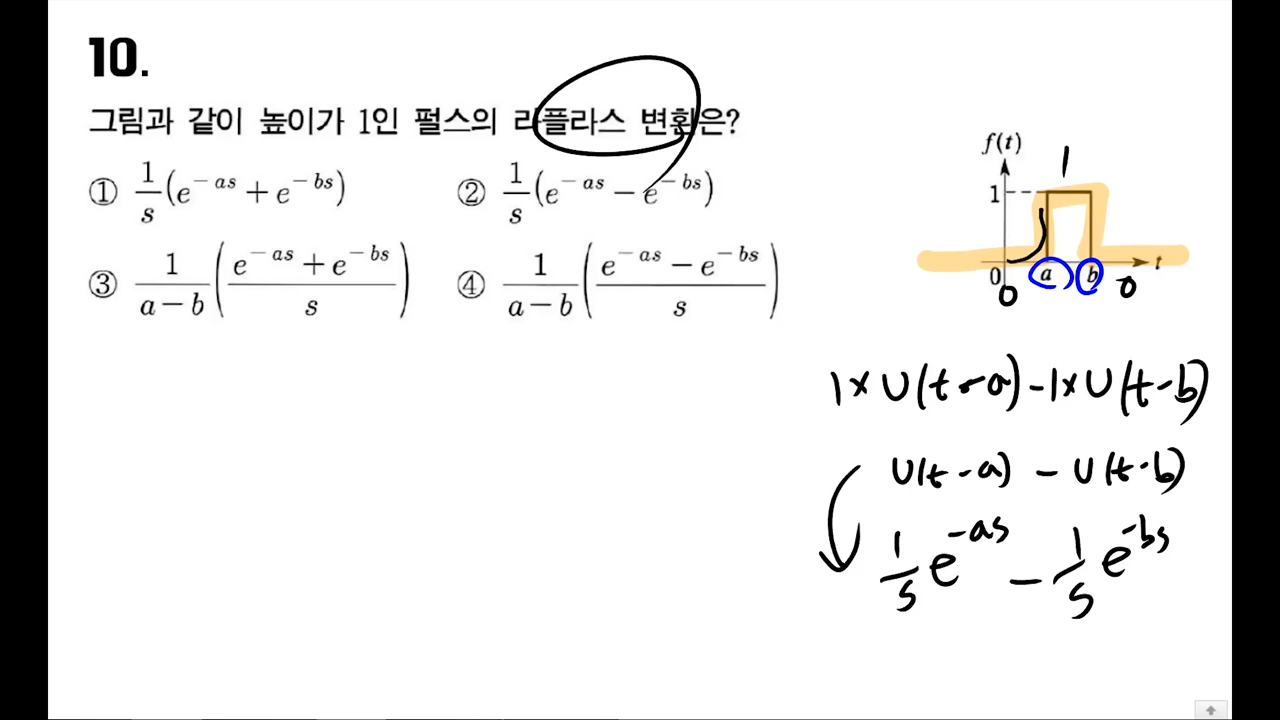 10.
그림과 같이 높이가 1인 펄스의 라플라스 변환은?
① 1/s (e^{-as} + e^{-bs})
② 1/s (e^{-as} - e^{-bs})
③ 1/(a-b) ((e^{-as} + e^{-bs})/s)
④ 1/(a-b) ((e^{-as} - e^{-bs})/s)
f(t)
1
1
0 a b t
0 0
1×U(t-a)-1×U(t-b)
U(t-a) - U(t-b)
1/s e^{-as} - 1/s e^{-bs}